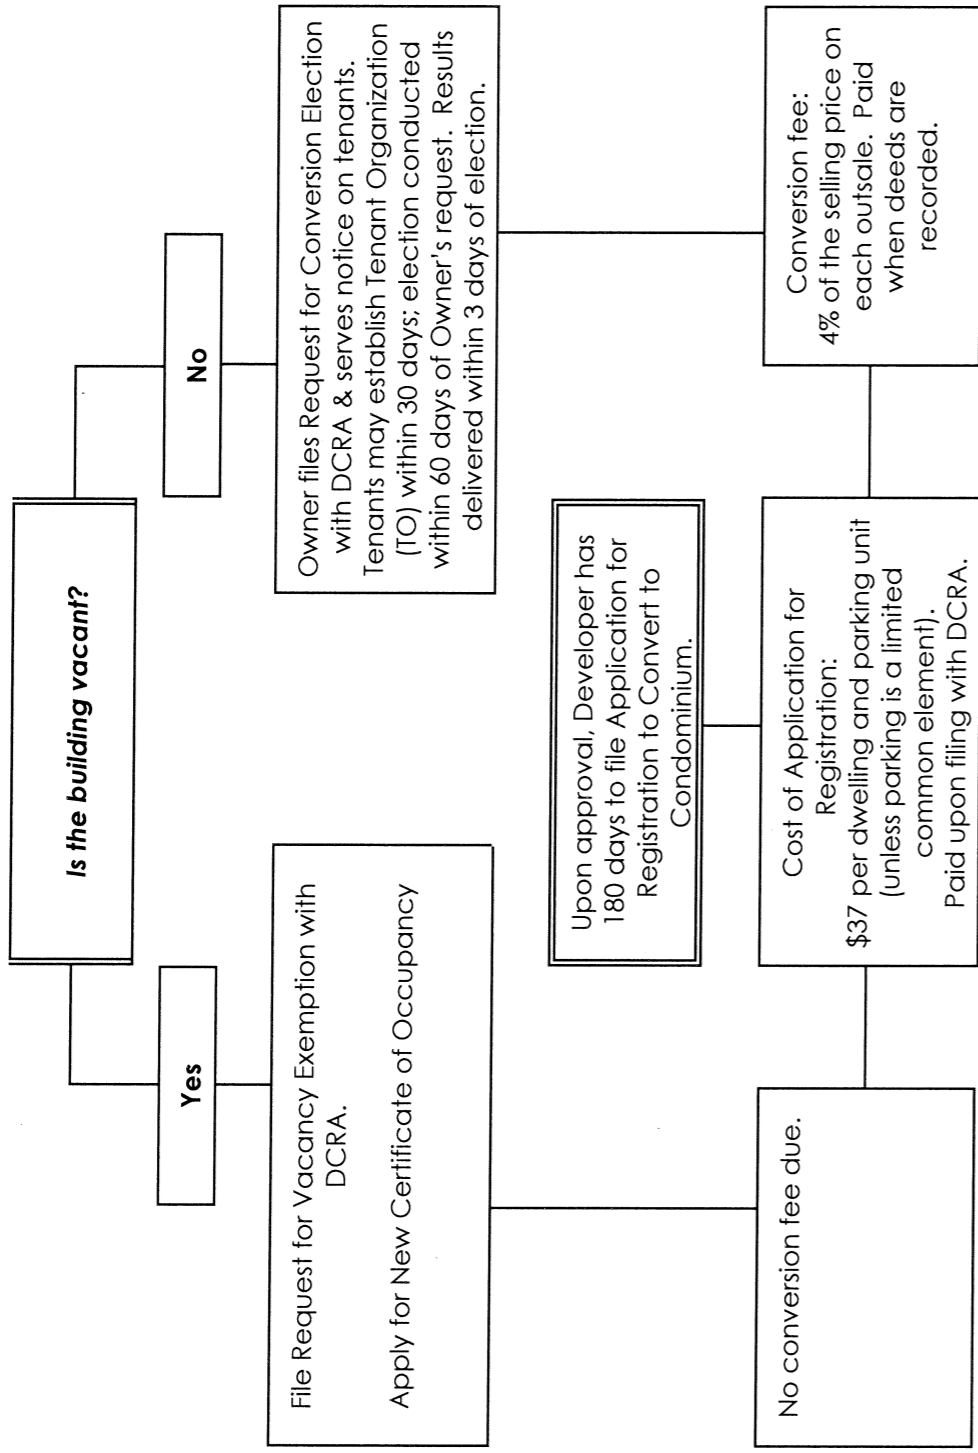 Is the building vacant?
Yes
No
File Request for Vacancy Exemption with
DCRA.
Apply for New Certificate of Occupancy
Owner files Request for Conversion Election
with DCRA & serves notice on tenants.
Tenants may establish Tenant Organization
(TO) within 30 days; election conducted
within 60 days of Owner's request. Results
delivered within 3 days of election.
Upon approval, Developer has
180 days to file Application for
Registration to Convert to
Condominium.
No conversion fee due.
Cost of Application for
Registration:
$37 per dwelling and parking unit
(unless parking is a limited
common element).
Paid upon filing with DCRA.
Conversion fee:
4% of the selling price on
each outsale. Paid
when deeds are
recorded.